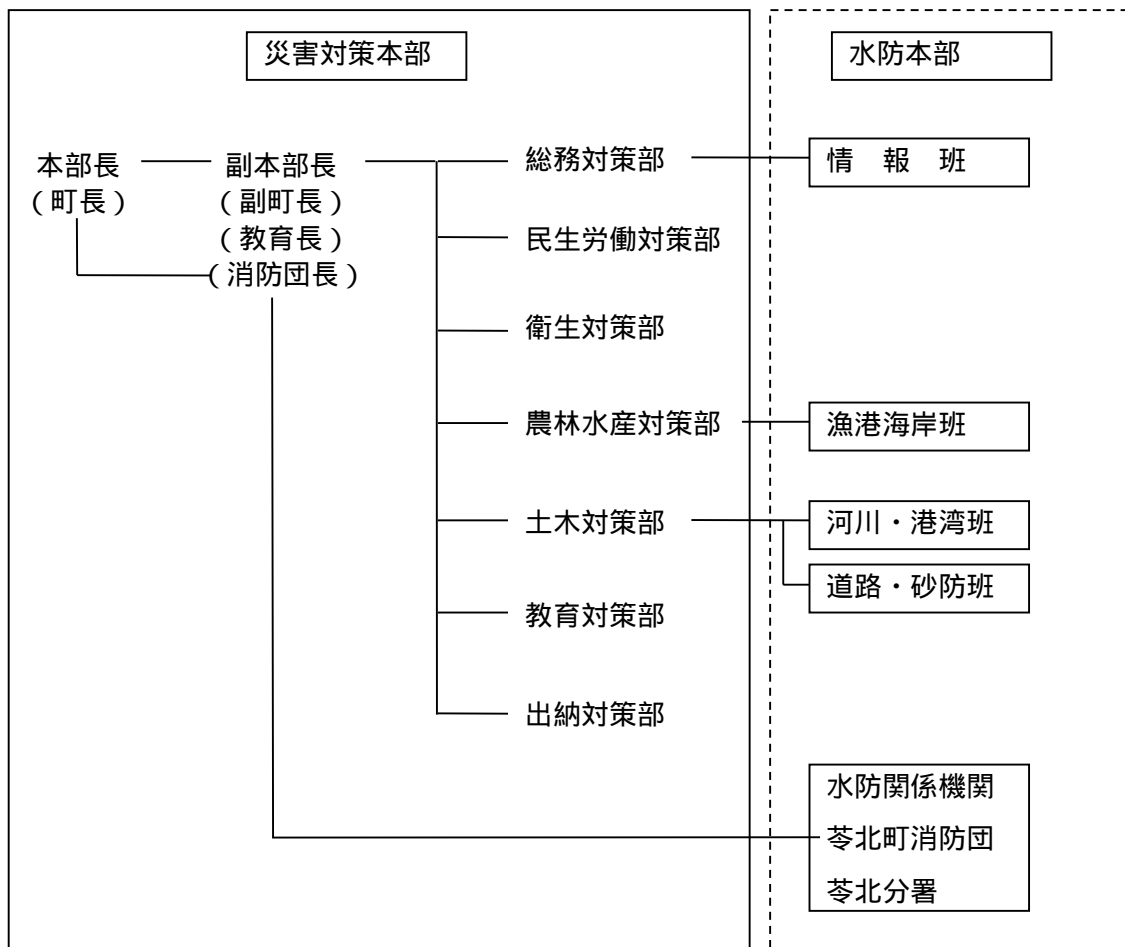 災害対策本部
水防本部
本部長
(町長)
副本部長
(副町長)
(教育長)
(消防団長)
総務対策部
民生労働対策部
衛生対策部
農林水産対策部
土木対策部
教育対策部
出納対策部
情 報 班
漁港海岸班
河川・港湾班
道路・砂防班
水防関係機関
苓北町消防団
苓北分署